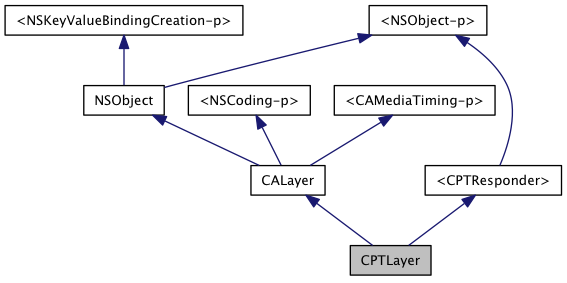 <NSKeyValueBindingCreation-p>
<NSObject-p>
NSObject
<NSCoding-p>
<CAMediaTiming-p>
CALayer
<CPTResponder>
CPTLayer